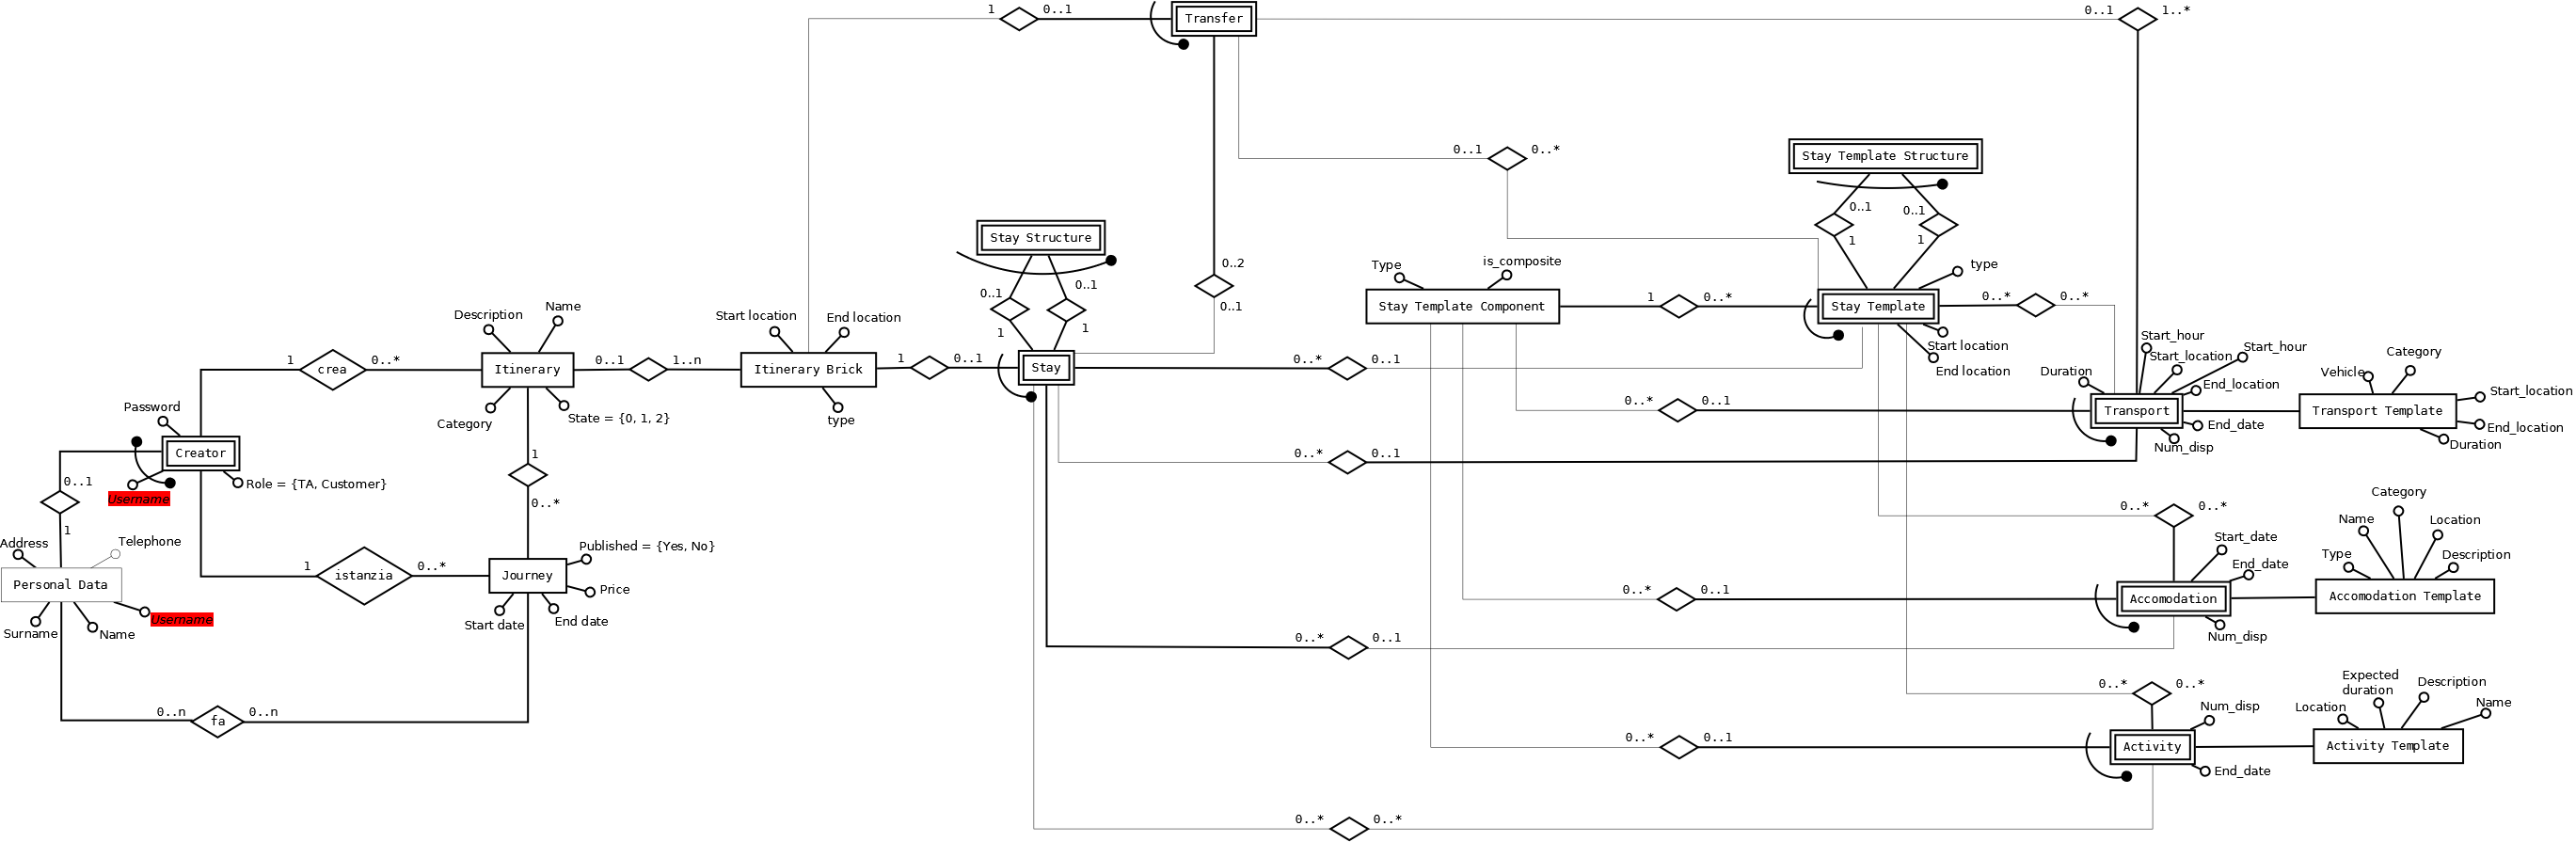 1
0..1
Transfer
0..1
1..*
0..1
0..*
Stay Template Structure
0..1
0..1
1
1
Stay Structure
0..1
0..1
1
1
0..2
0..1
Type
is_composite
Stay Template Component
1
0..*
Stay Template
type
Start location
End location
0..*
0..*
Description
Name
1
crea
0..*
Itinerary
Category
State = {0, 1, 2}
0..1
1..n
Start location
End location
Itinerary Brick
type
1
0..1
Stay
0..*
0..1
Start_hour
Start_location
Start_hour
Duration
End_location
Transport
End_date
Num_disp
Category
Vehicle
Start_location
Transport Template
End_location
Duration
0..*
0..1
0..*
0..1
Password
Creator
Username
Role = {TA, Customer}
0..1
1
Address
Telephone
Personal Data
Username
Surname
Name
1
0..*
1
istanzia
0..*
Journey
Published = {Yes, No}
Price
Start date
End date
0..n
fa
0..n
0..*
0..*
Start_date
End_date
0..*
0..1
Accomodation
Num_disp
Category
Name
Location
Type
Description
Accomodation Template
0..*
0..1
0..*
0..*
Num_disp
0..*
0..1
Activity
End_date
Expected
duration
Description
Location
Name
Activity Template
0..*
0..*